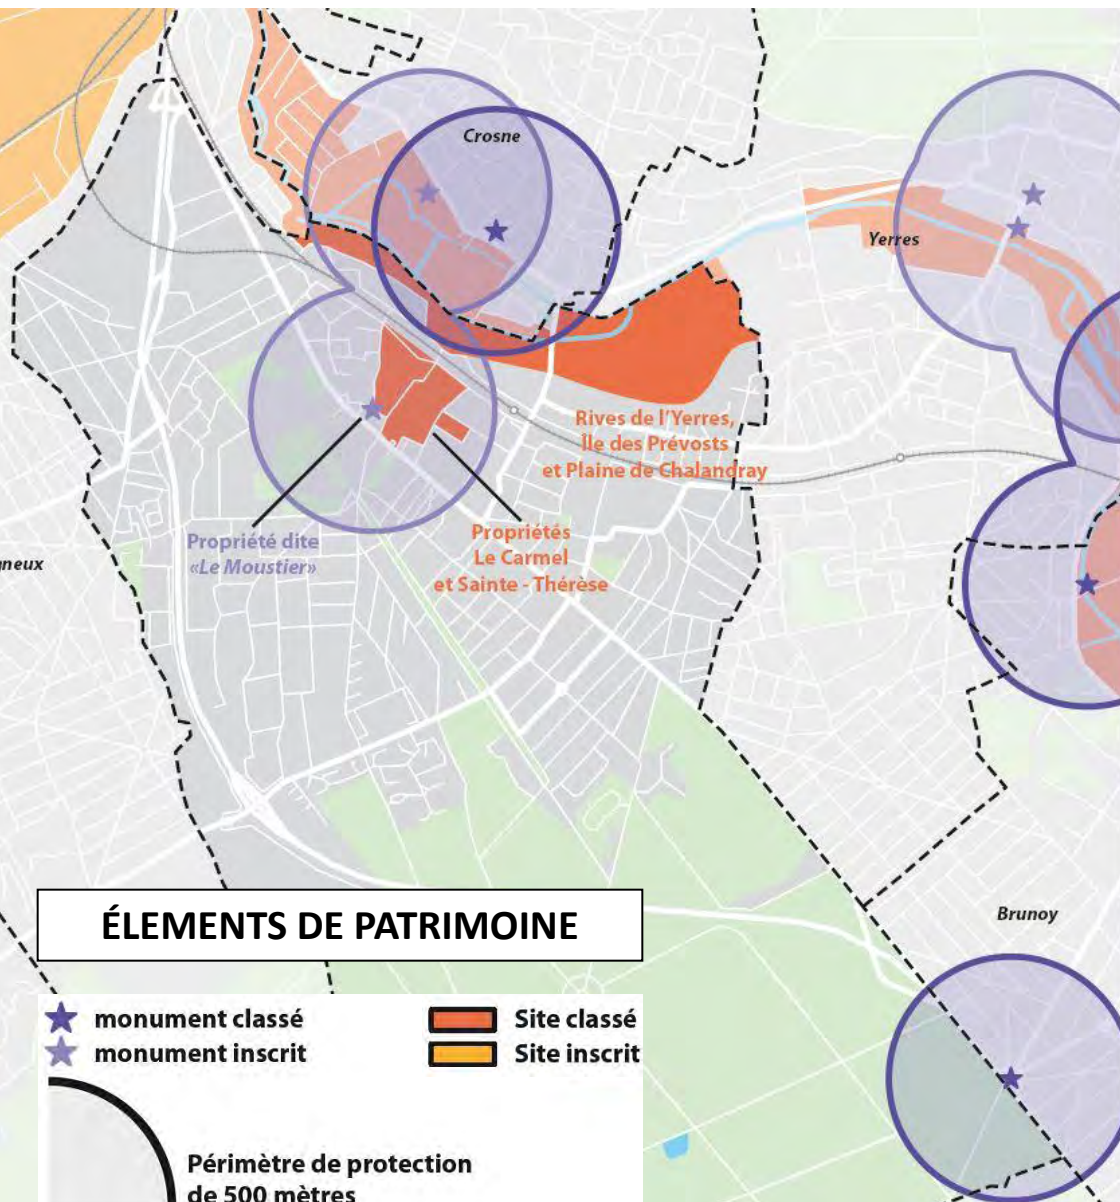 Crosne
Yerres
Rives de l'Yerres,
Île des Prévosts
et Plaine de Chalandray
Propriété dite
«Le Moustier»
Propriétés
Le Carmel
et Sainte - Thérèse
gneux
Brunoy
ÉLEMENTS DE PATRIMOINE
monument classé
monument inscrit
Site classé
Site inscrit
Périmètre de protection
de 500 mètres